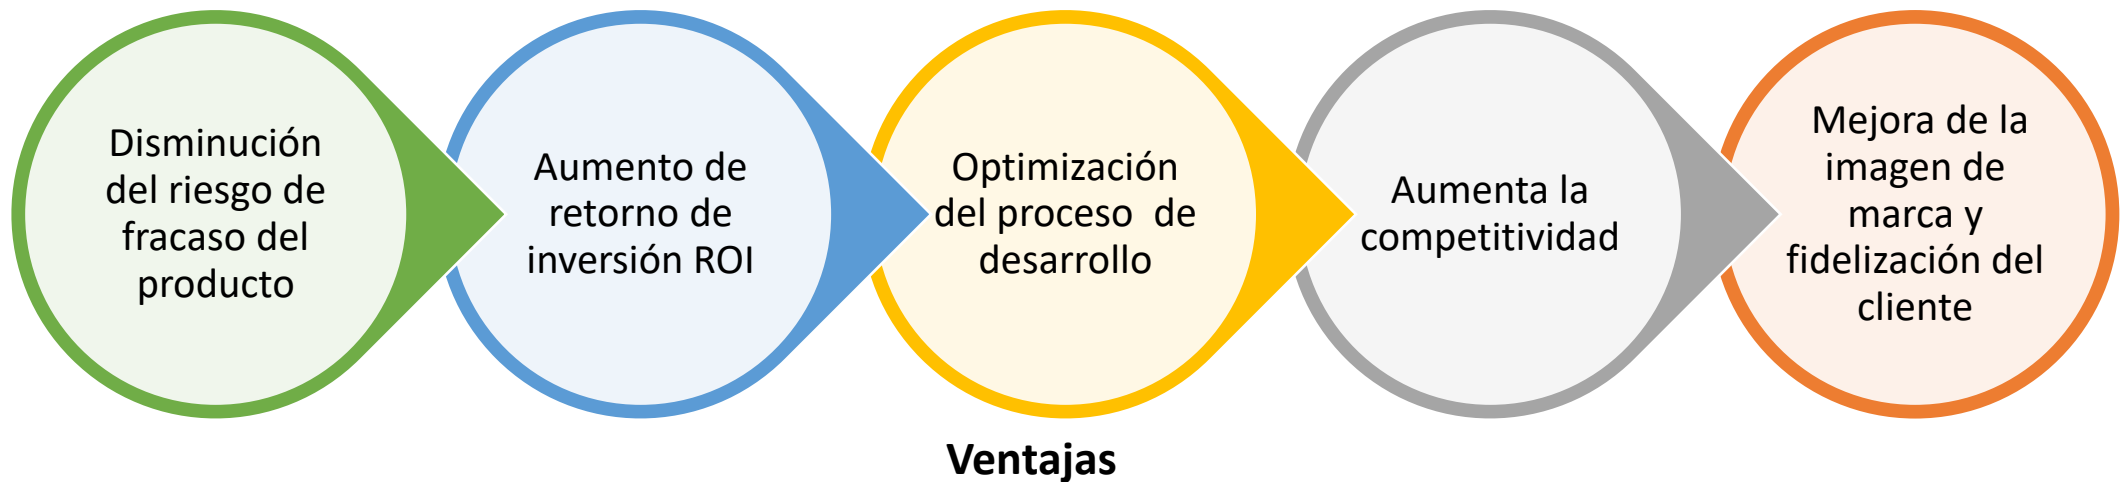 Disminución
del riesgo de
fracaso del
producto
Aumento de
retorno de
inversión ROI
Optimización
del proceso  de
desarrollo
Aumenta la
competitividad
Mejora de la
imagen de
marca y
fidelización del
cliente
Ventajas